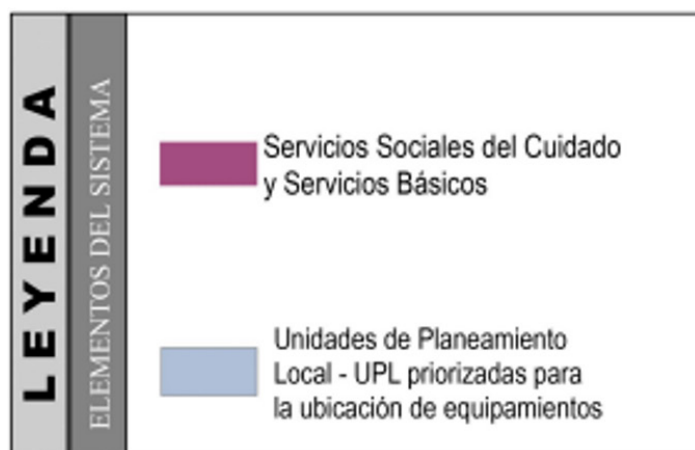 LEYENDA
ELEMENTOS DEL SISTEMA
Servicios Sociales del Cuidado
y Servicios Básicos
Unidades de Planeamiento
Local - UPL priorizadas para
la ubicación de equipamientos